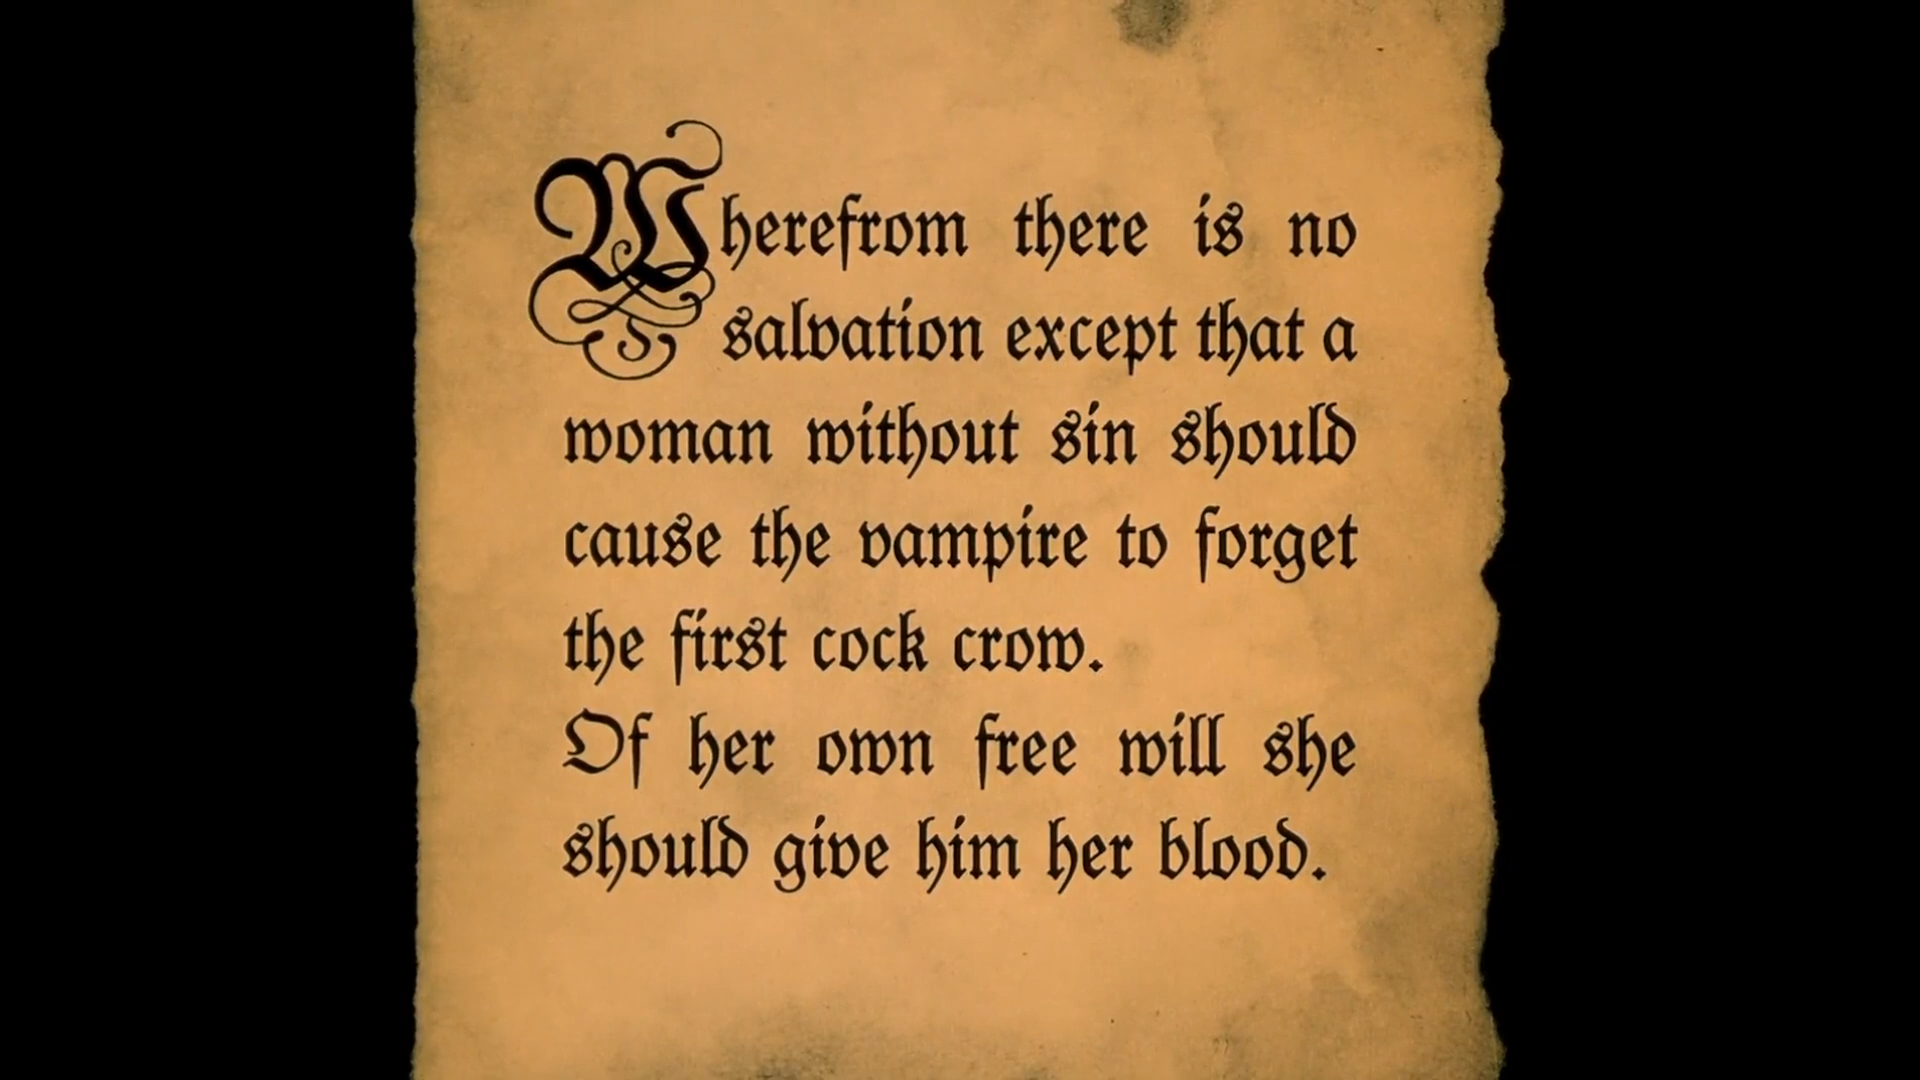 Wherefrom there is no
salvation except that a
woman without sin should
cause the vampire to forget
the first cock crow.
Of her own free will she
should give him her blood.